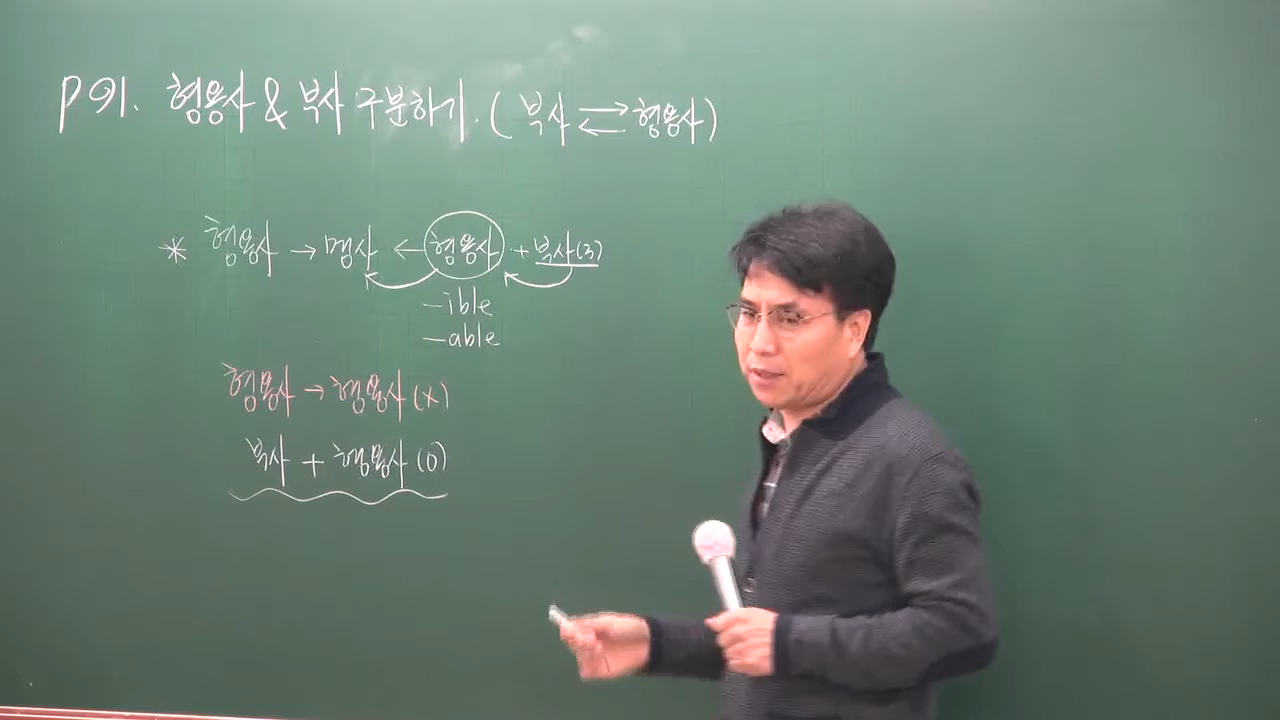 P 91. 형용사 & 부사 구분하기. ( 부사 ⇄ 형용사 )
* 형용사 → 명사 ← 형용사 + 부사(3)
-ible
-able
형용사 → 형용사 (x)
부사 + 형용사 (0)